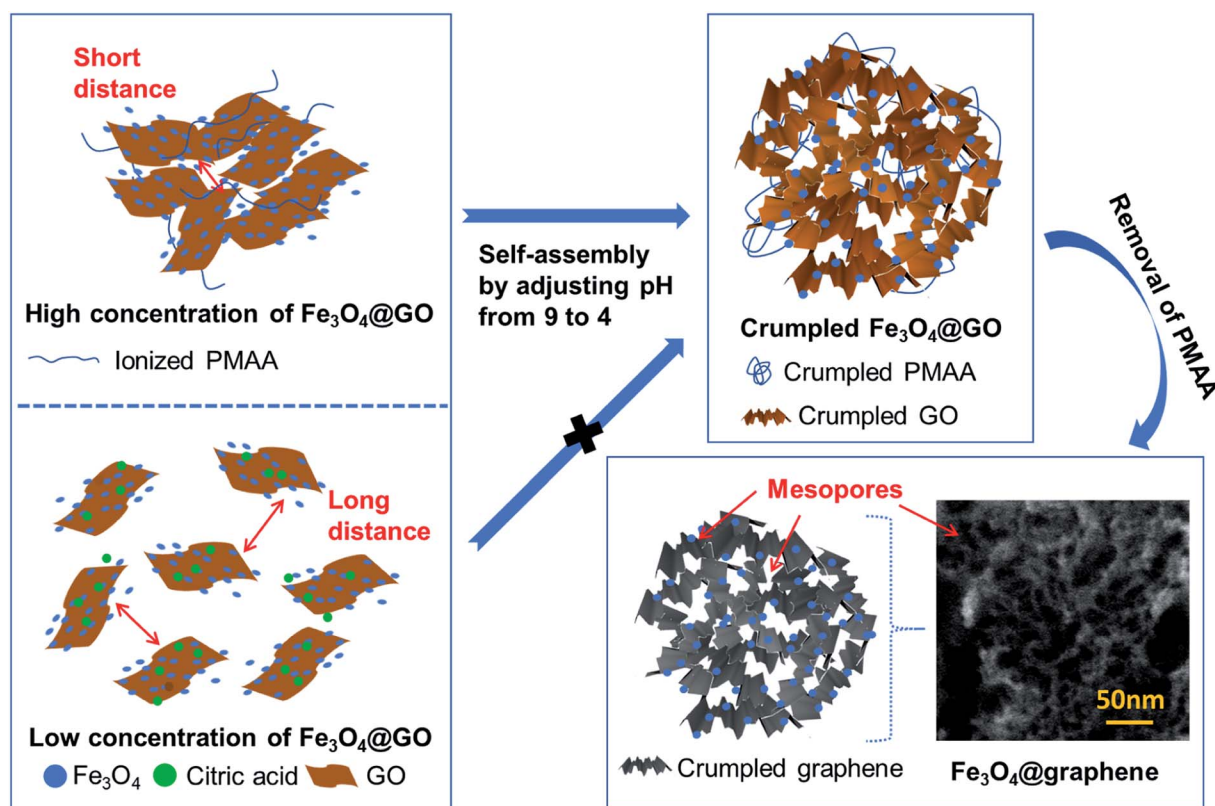 Short
distance
High concentration of Fe₃O₄@GO
Ionized PMAA
Long
distance
Low concentration of Fe₃O₄@GO
Fe₃O₄
Citric acid
GO
Self-assembly
by adjusting pH
from 9 to 4
Crumpled Fe₃O₄@GO
Crumpled PMAA
Crumpled GO
Removal of PMAA
Mesopores
50nm
Crumpled graphene
Fe₃O₄@graphene